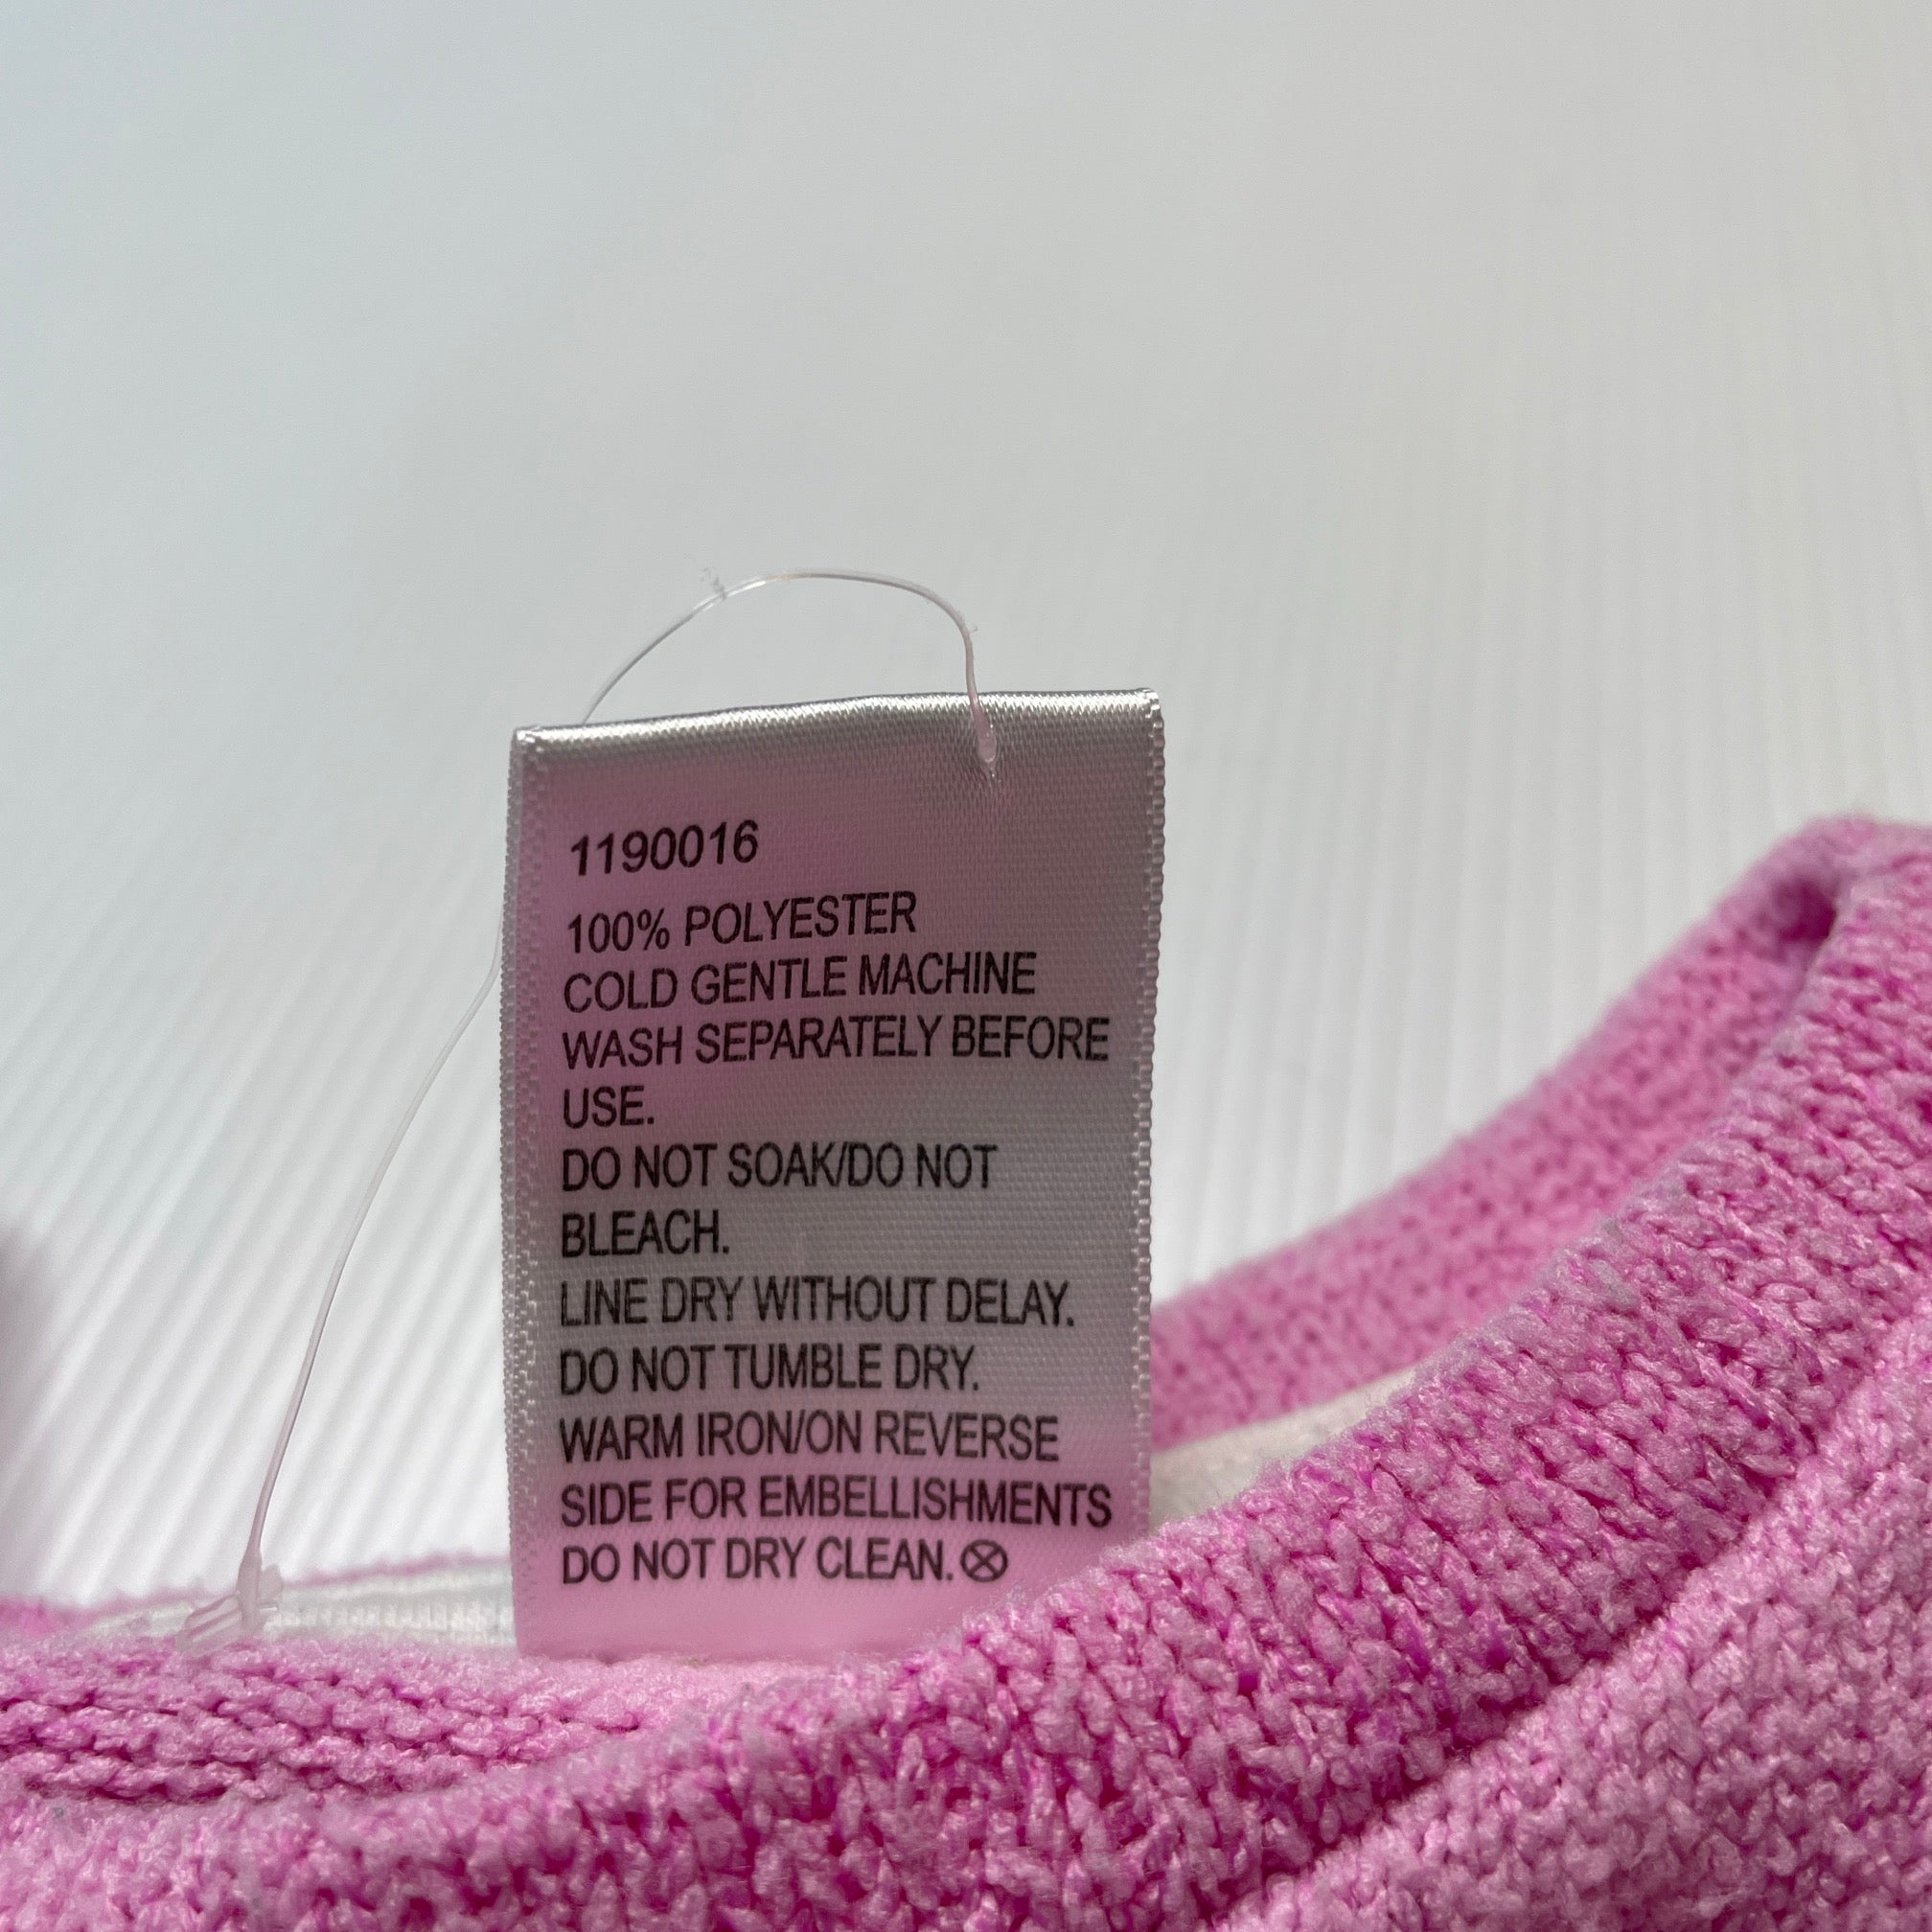 1190016
100% POLYESTER
COLD GENTLE MACHINE
WASH SEPARATELY BEFORE
USE.
DO NOT SOAK/DO NOT
BLEACH.
LINE DRY WITHOUT DELAY.
DO NOT TUMBLE DRY.
WARM IRON/ON REVERSE
SIDE FOR EMBELLISHMENTS
DO NOT DRY CLEAN.